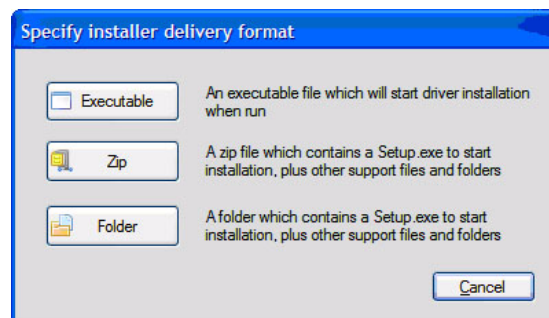 Specify installer delivery format
Executable
An executable file which will start driver installation
when run
Zip
A zip file which contains a Setup.exe to start
installation, plus other support files and folders
Folder
A folder which contains a Setup.exe to start
installation, plus other support files and folders
Cancel